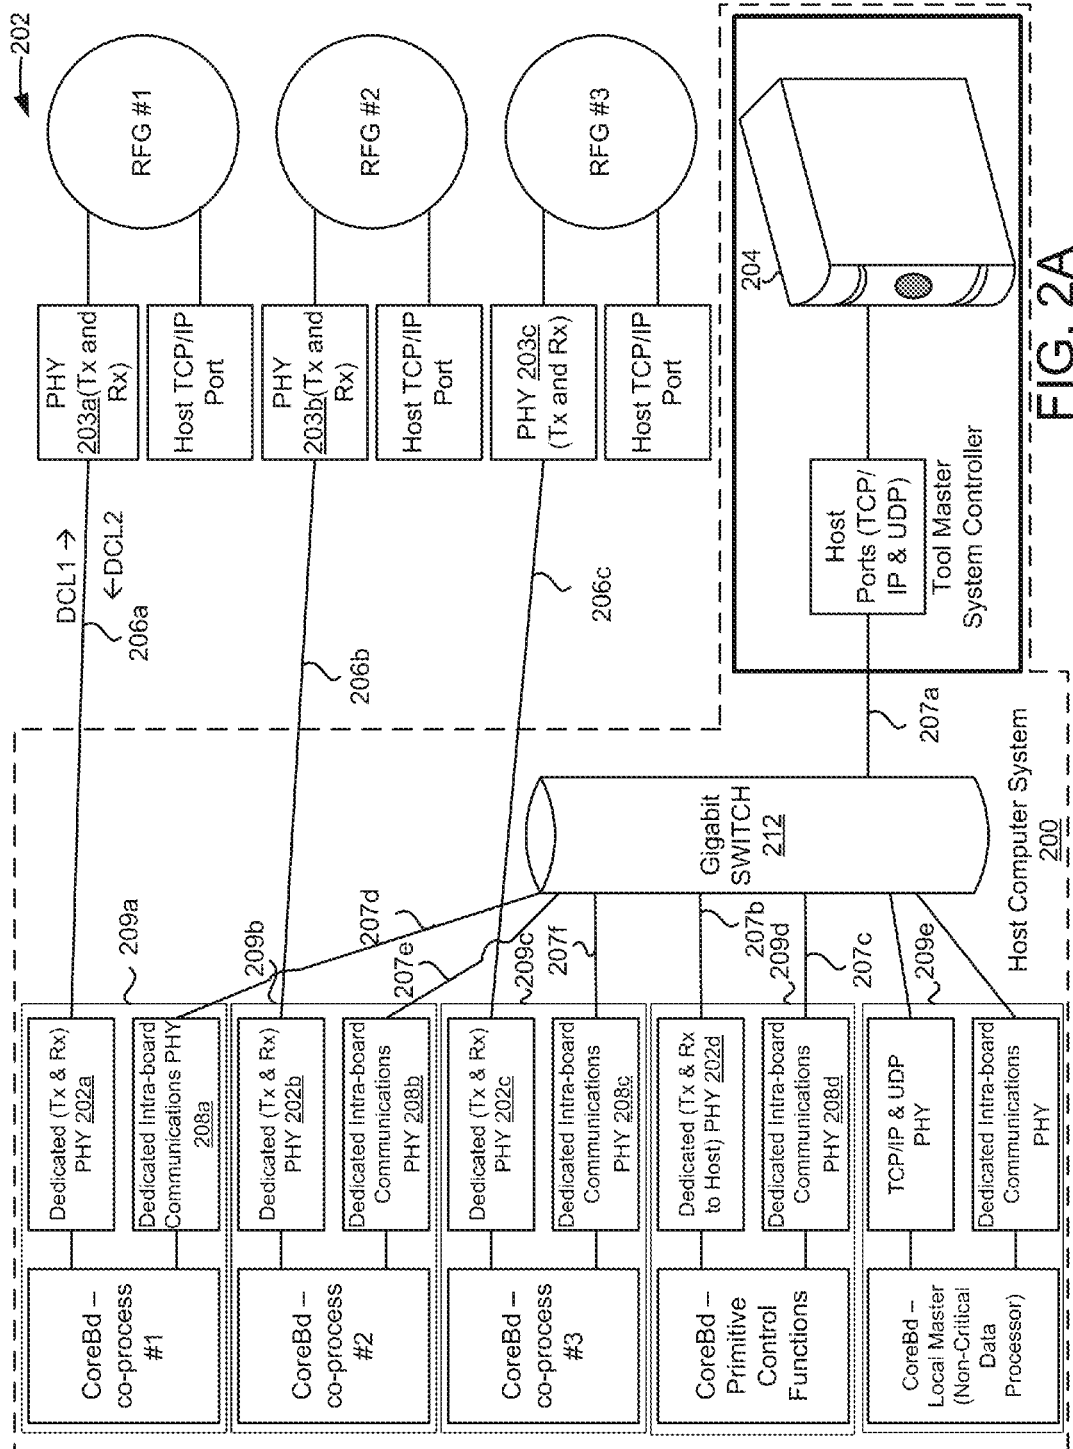 202
RFG #1
RFG #2
RFG #3
PHY
203a(Tx and
Rx)
Host TCP/IP
Port
PHY
203b(Tx and
Rx)
Host TCP/IP
Port
PHY 203c
(Tx and Rx)
Host TCP/IP
Port
DCL1 →
←DCL2
206a
206b
206c
204
Host
Ports (TCP/
IP & UDP)
Tool Master
System Controller
207a
Gigabit
SWITCH
212
Host Computer System
200
209a
207d
209b
207e
209c
207f
207b
209d
207c
209e
Dedicated (Tx & Rx)
PHY 202a
Dedicated Intra-board
Communications PHY
208a
Dedicated (Tx & Rx)
PHY 202b
Dedicated Intra-board
Communications
PHY 208b
Dedicated (Tx & Rx)
PHY 202c
Dedicated Intra-board
Communications
PHY 208c
Dedicated (Tx & Rx
to Host) PHY 202d
Dedicated Intra-board
Communications
PHY 208d
TCP/IP & UDP
PHY
Dedicated Intra-board
Communications
PHY
CoreBd –
co-process
#1
CoreBd –
co-process
#2
CoreBd –
co-process
#3
CoreBd –
Primitive
Control
Functions
CoreBd –
Local Master
(Non-Critical
Data
Processor)
FIG. 2A